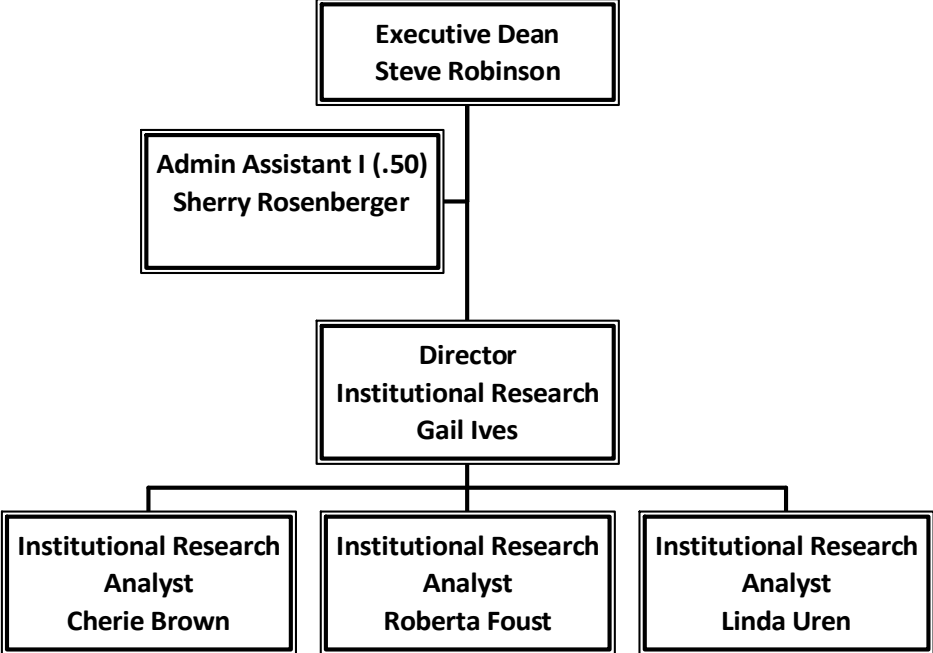 Executive Dean
Steve Robinson
Admin Assistant I (.50)
Sherry Rosenberger
Director
Institutional Research
Gail Ives
Institutional Research
Analyst
Cherie Brown
Institutional Research
Analyst
Roberta Foust
Institutional Research
Analyst
Linda Uren